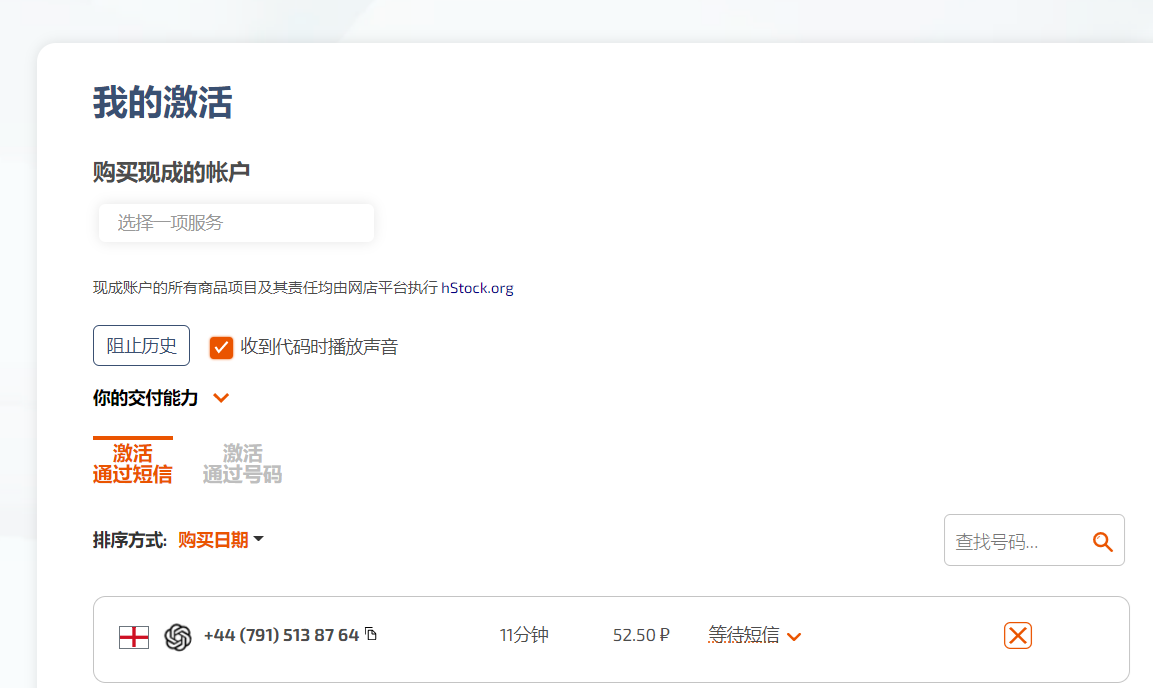 我的激活
购买现成的帐户
选择一项服务
现成账户的所有商品项目及其责任均由网店平台执行 hStock.org
阻止历史 收到代码时播放声音
你的交付能力
激活 激活
通过短信 通过号码
排序方式: 购买日期 查找号码...
+44 (791) 513 87 64 11分钟 52.50 ₽ 等待短信